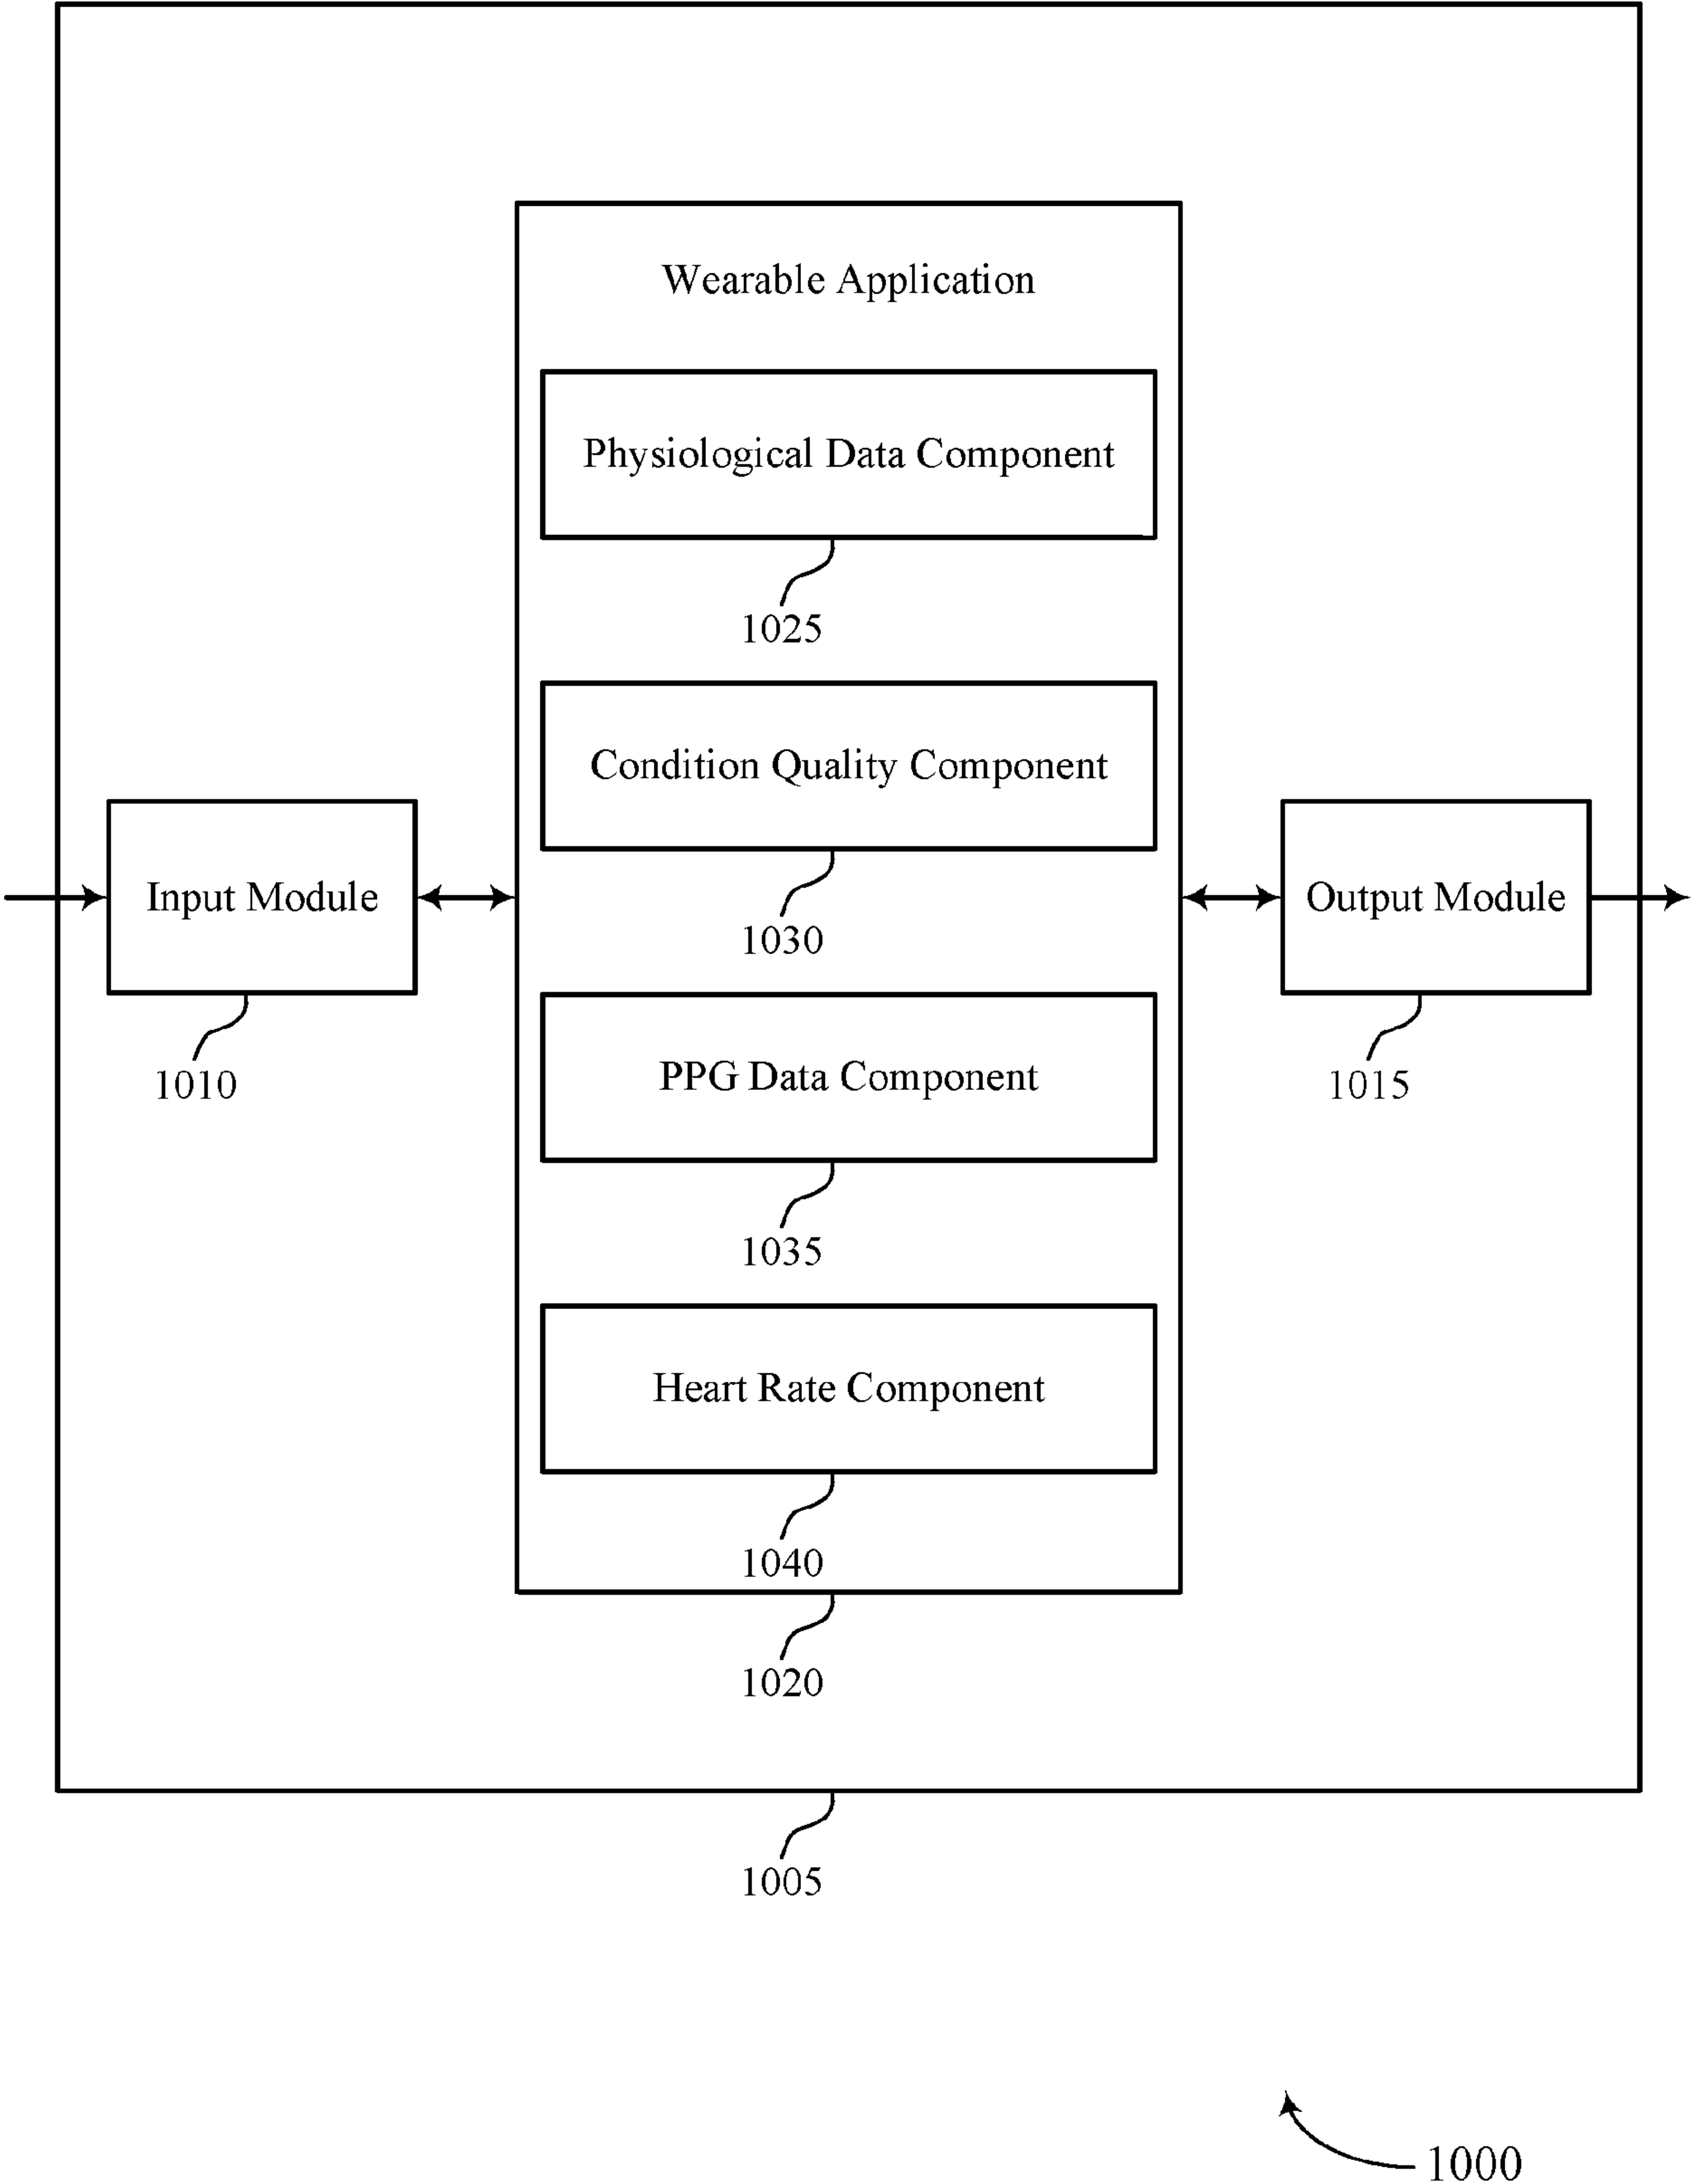 Wearable Application
Physiological Data Component
1025
Condition Quality Component
1030
Input Module
1010
Output Module
1015
PPG Data Component
1035
Heart Rate Component
1040
1020
1005
1000